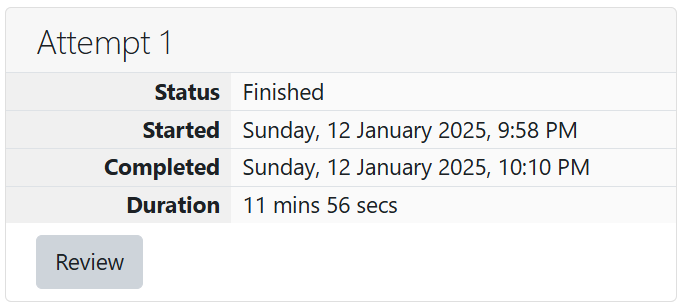 Attempt 1
Status Finished
Started Sunday, 12 January 2025, 9:58 PM
Completed Sunday, 12 January 2025, 10:10 PM
Duration 11 mins 56 secs
Review